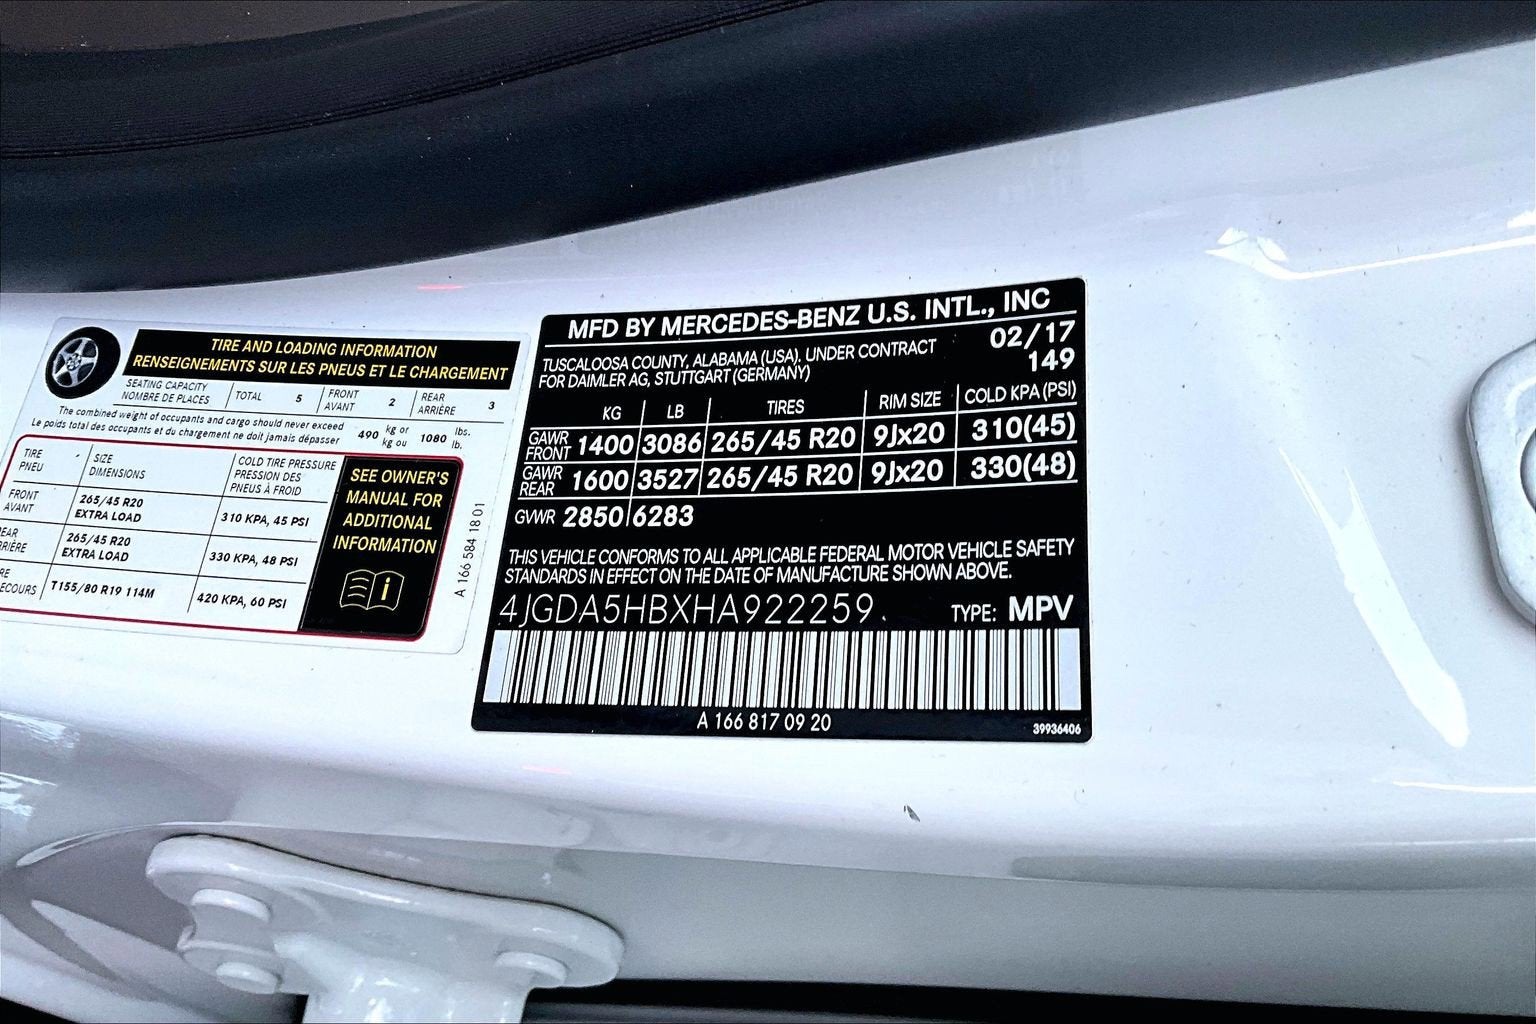 TIRE AND LOADING INFORMATION
RENSEIGNEMENTS SUR LES PNEUS ET LE CHARGEMENT
SEATING CAPACITY
NOMBRE DE PLACES
TOTAL 5
FRONT
AVANT 2
REAR
ARRIÈRE 3
The combined weight of occupants and cargo should never exceed
Le poids total des occupants et du chargement ne doit jamais dépasser
490 kg or
kg ou
1080 lbs.
lb.
TIRE
PNEU
SIZE
DIMENSIONS
COLD TIRE PRESSURE
PRESSION DES
PNEUS À FROID
FRONT
AVANT
265/45 R20
EXTRA LOAD
310 KPA, 45 PSI
EAR
RIÈRE
265/45 R20
EXTRA LOAD
330 KPA, 48 PSI
RE
ECOURS
T155/80 R19 114M
420 KPA, 60 PSI
SEE OWNER'S
MANUAL FOR
ADDITIONAL
INFORMATION
i
A 166 584 18 01
MFD BY MERCEDES-BENZ U.S. INTL., INC
TUSCALOOSA COUNTY, ALABAMA (USA). UNDER CONTRACT
FOR DAIMLER AG, STUTTGART (GERMANY)
02/17
149
KG LB TIRES RIM SIZE COLD KPA (PSI)
GAWR
FRONT 1400 3086 265/45 R20 9Jx20 310(45)
GAWR
REAR 1600 3527 265/45 R20 9Jx20 330(48)
GVWR 2850 6283
THIS VEHICLE CONFORMS TO ALL APPLICABLE FEDERAL MOTOR VEHICLE SAFETY
STANDARDS IN EFFECT ON THE DATE OF MANUFACTURE SHOWN ABOVE.
4JGDA5HBXHA922259 TYPE: MPV
A 166 817 09 20
39936406